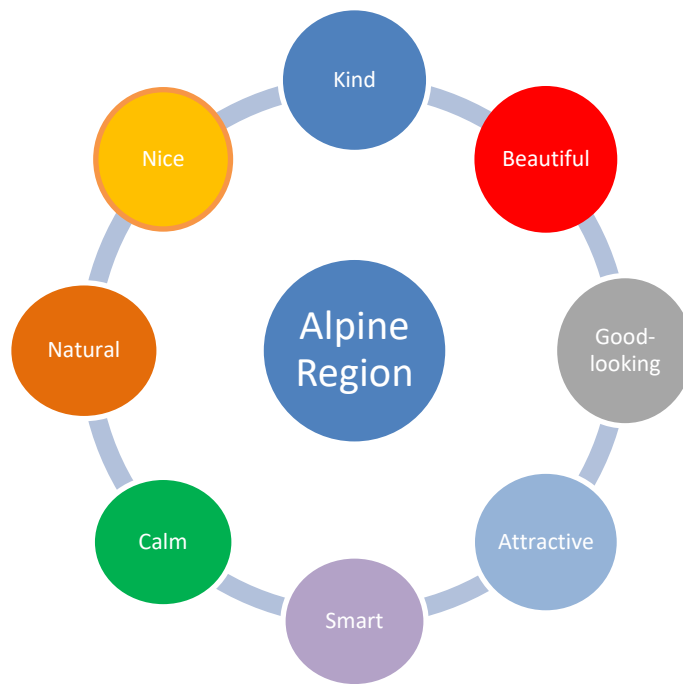 Kind
Beautiful
Good-
looking
Attractive
Smart
Calm
Natural
Nice
Alpine
Region